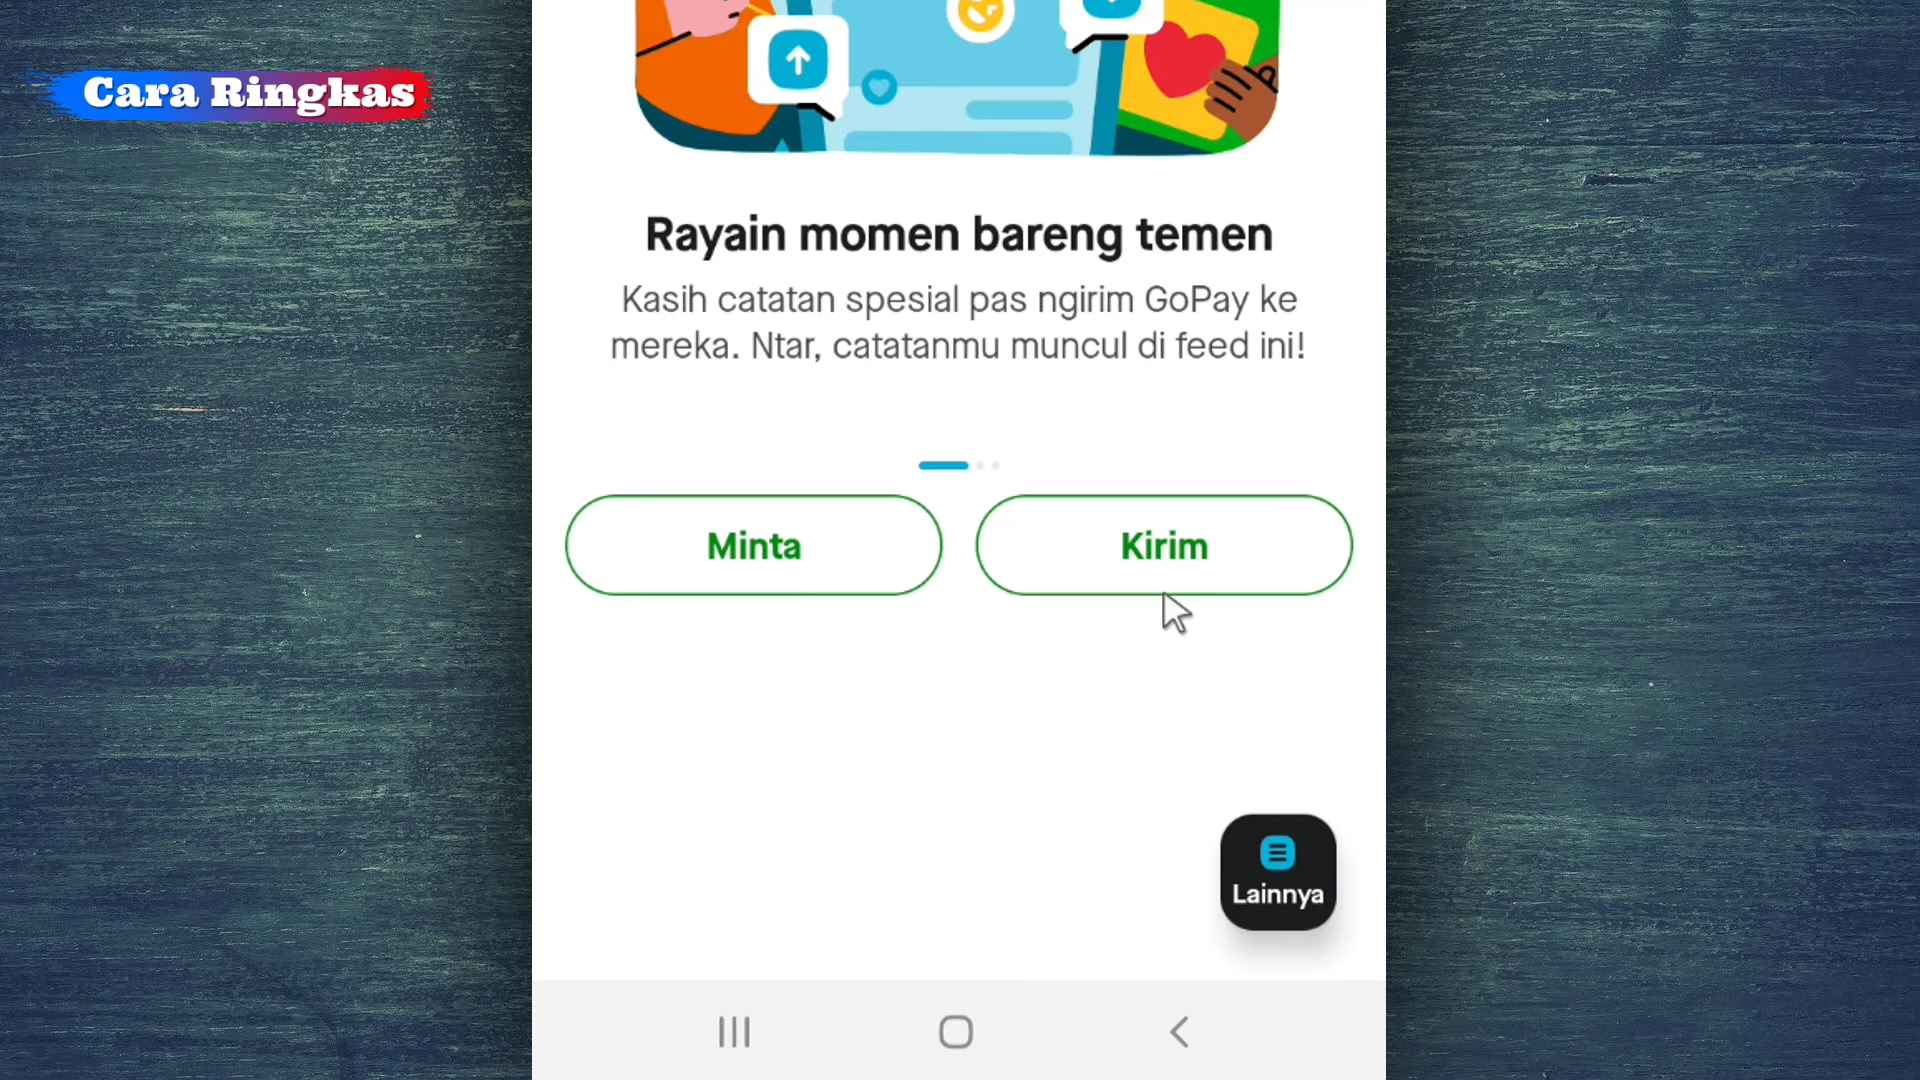 Cara Ringkas
Rayain momen bareng temen
Kasih catatan spesial pas ngirim GoPay ke
mereka. Ntar, catatanmu muncul di feed ini!
Minta
Kirim
Lainnya